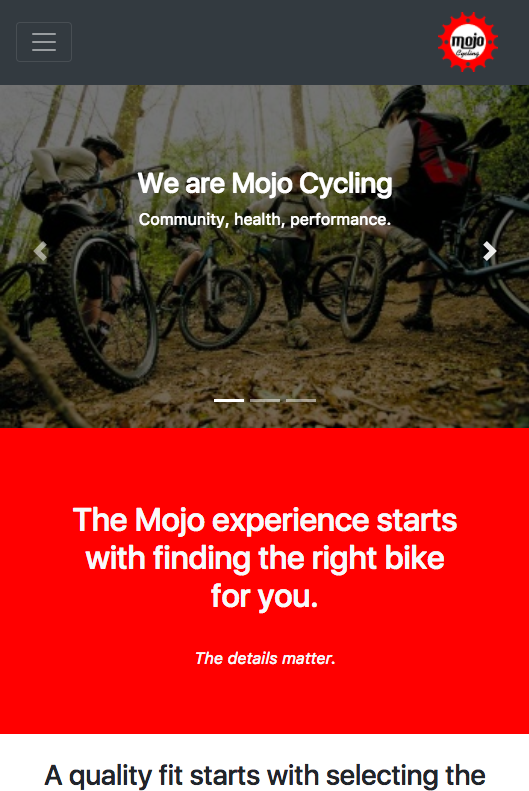 mojo
Cycling
We are Mojo Cycling
Community, health, performance.
The Mojo experience starts
with finding the right bike
for you.
The details matter.
A quality fit starts with selecting the